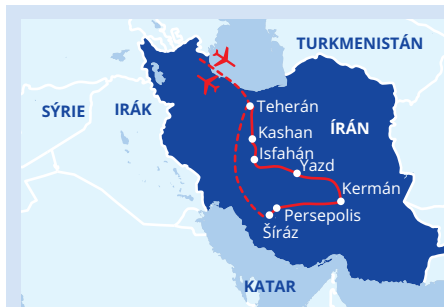 TURKMENISTÁN
SÝRIE
IRÁK
Teherán
ÍRÁN
Kashan
Isfahán
Yazd
Kermán
Persepolis
Šíráz
KATAR